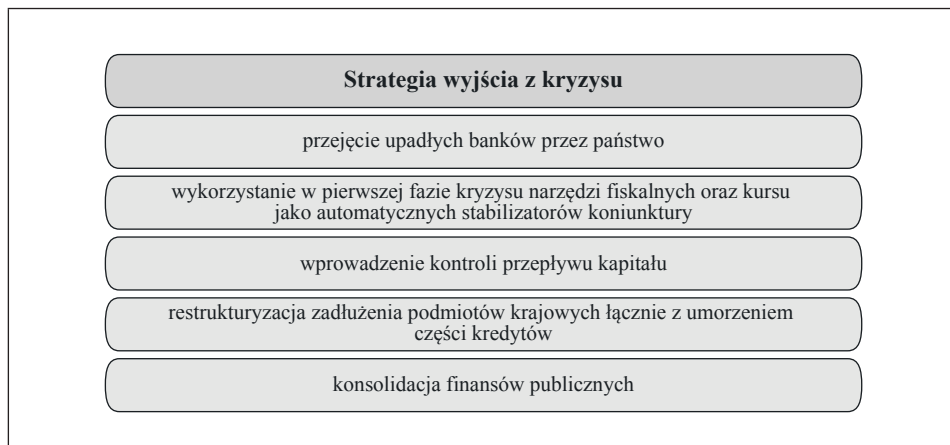 Strategia wyjścia z kryzysu
przejęcie upadłych banków przez państwo
wykorzystanie w pierwszej fazie kryzysu narzędzi fiskalnych oraz kursu
jako automatycznych stabilizatorów koniunktury
wprowadzenie kontroli przepływu kapitału
restrukturyzacja zadłużenia podmiotów krajowych łącznie z umorzeniem
części kredytów
konsolidacja finansów publicznych